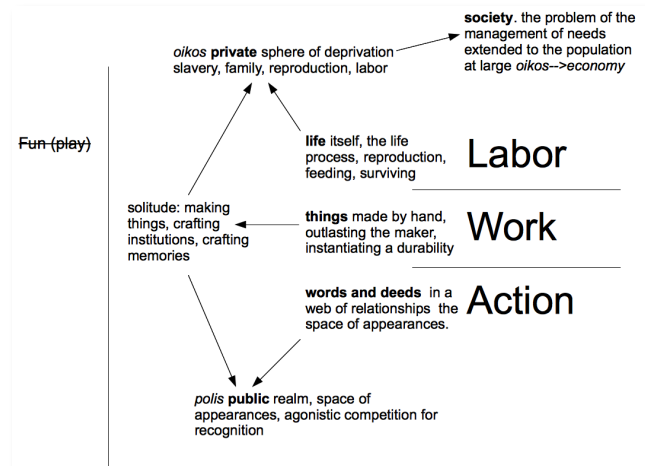 society. the problem of the
management of needs
extended to the population
at large oikos-->economy
oikos private sphere of deprivation
slavery, family, reproduction, labor
Fun (play)
life itself, the life
process, reproduction,
feeding, surviving
Labor
solitude: making
things, crafting
institutions, crafting
memories
things made by hand,
outlasting the maker,
instantiating a durability
Work
words and deeds in a
web of relationships the
space of appearances.
Action
polis public realm, space of
appearances, agonistic competition for
recognition